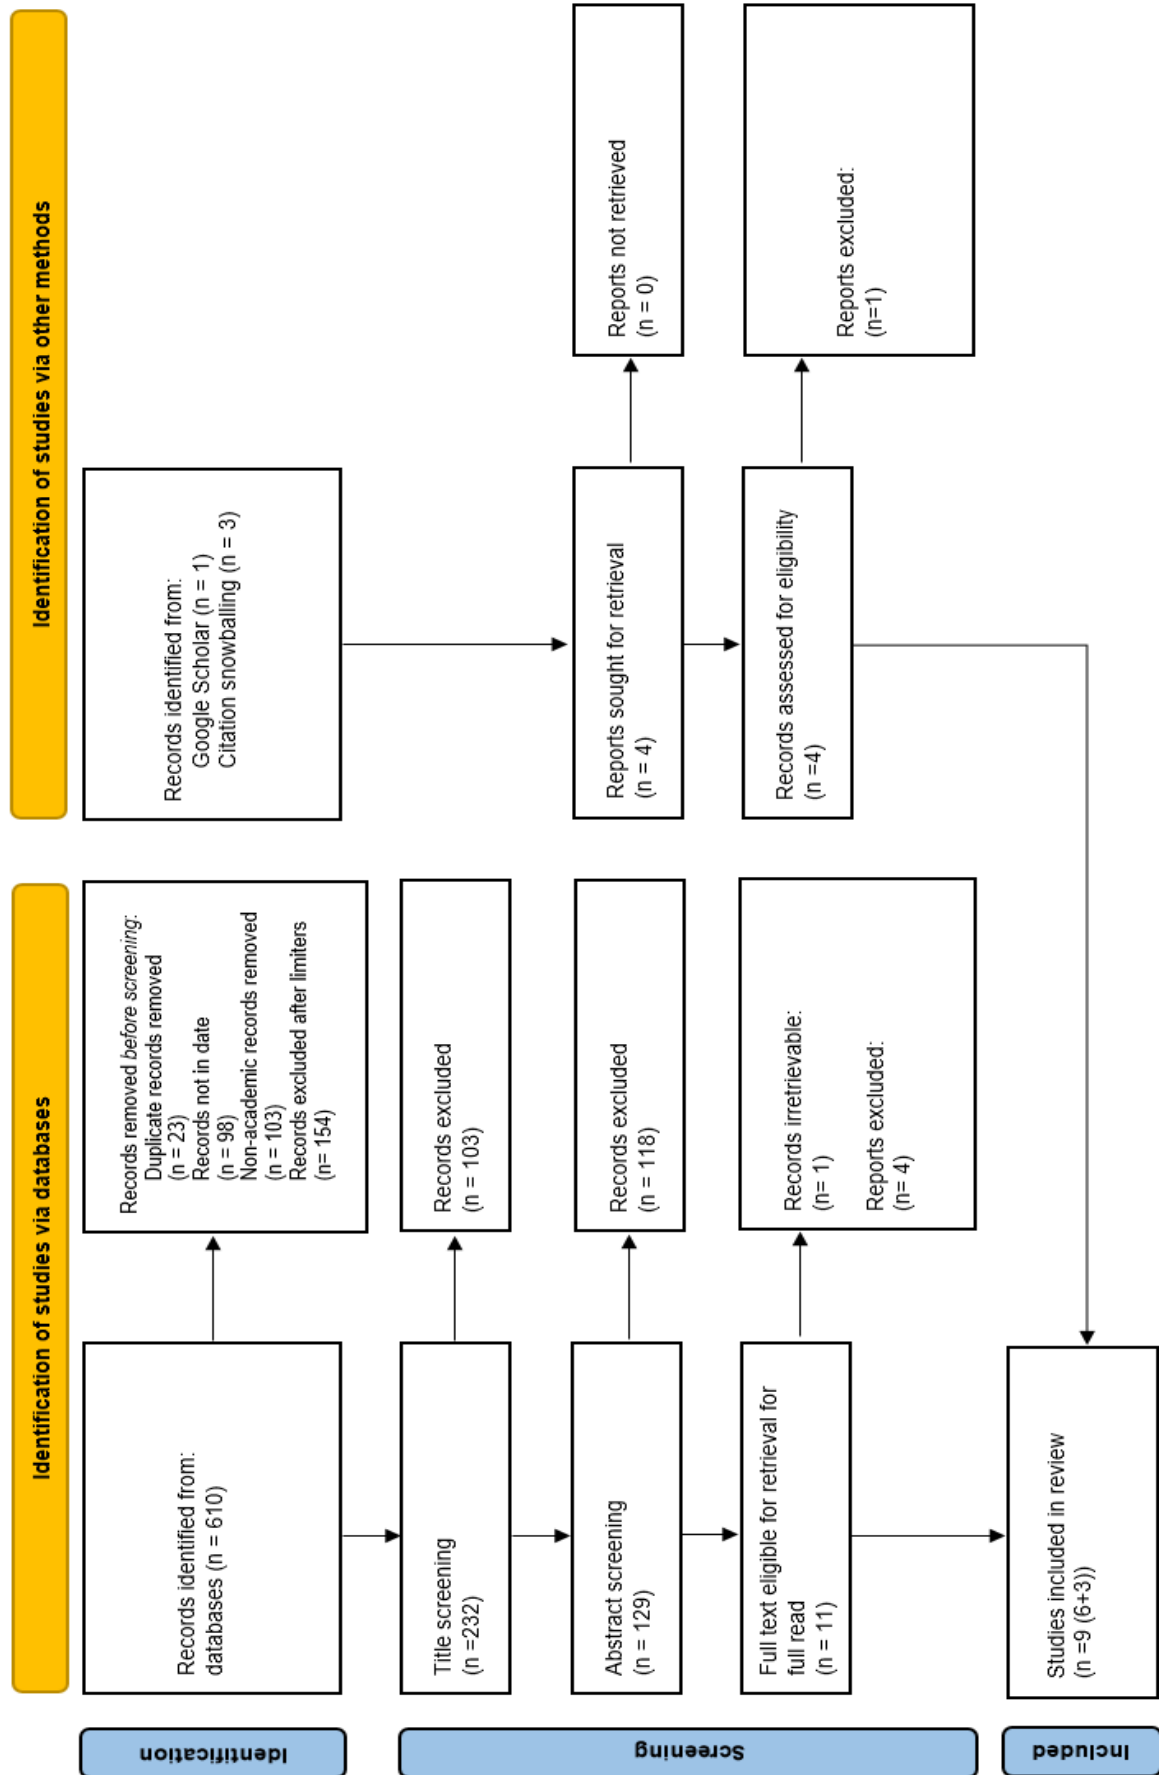 Identification of studies via databases
Identification of studies via other methods
Identification
Records identified from:
databases (n = 610)
Records removed before screening:
Duplicate records removed
(n = 23)
Records not in date
(n = 98)
Non-academic records removed
(n = 103)
Records excluded after limiters
(n= 154)
Records identified from:
Google Scholar (n = 1)
Citation snowballing (n = 3)
Screening
Title screening
(n =232)
Records excluded
(n = 103)
Abstract screening
(n = 129)
Records excluded
(n = 118)
Reports sought for retrieval
(n = 4)
Reports not retrieved
(n = 0)
Full text eligible for retrieval for
full read
(n = 11)
Records irretrievable:
(n= 1)
Reports excluded:
(n= 4)
Records assessed for eligibility
(n =4)
Reports excluded:
(n=1)
Included
Studies included in review
(n =9 (6+3))